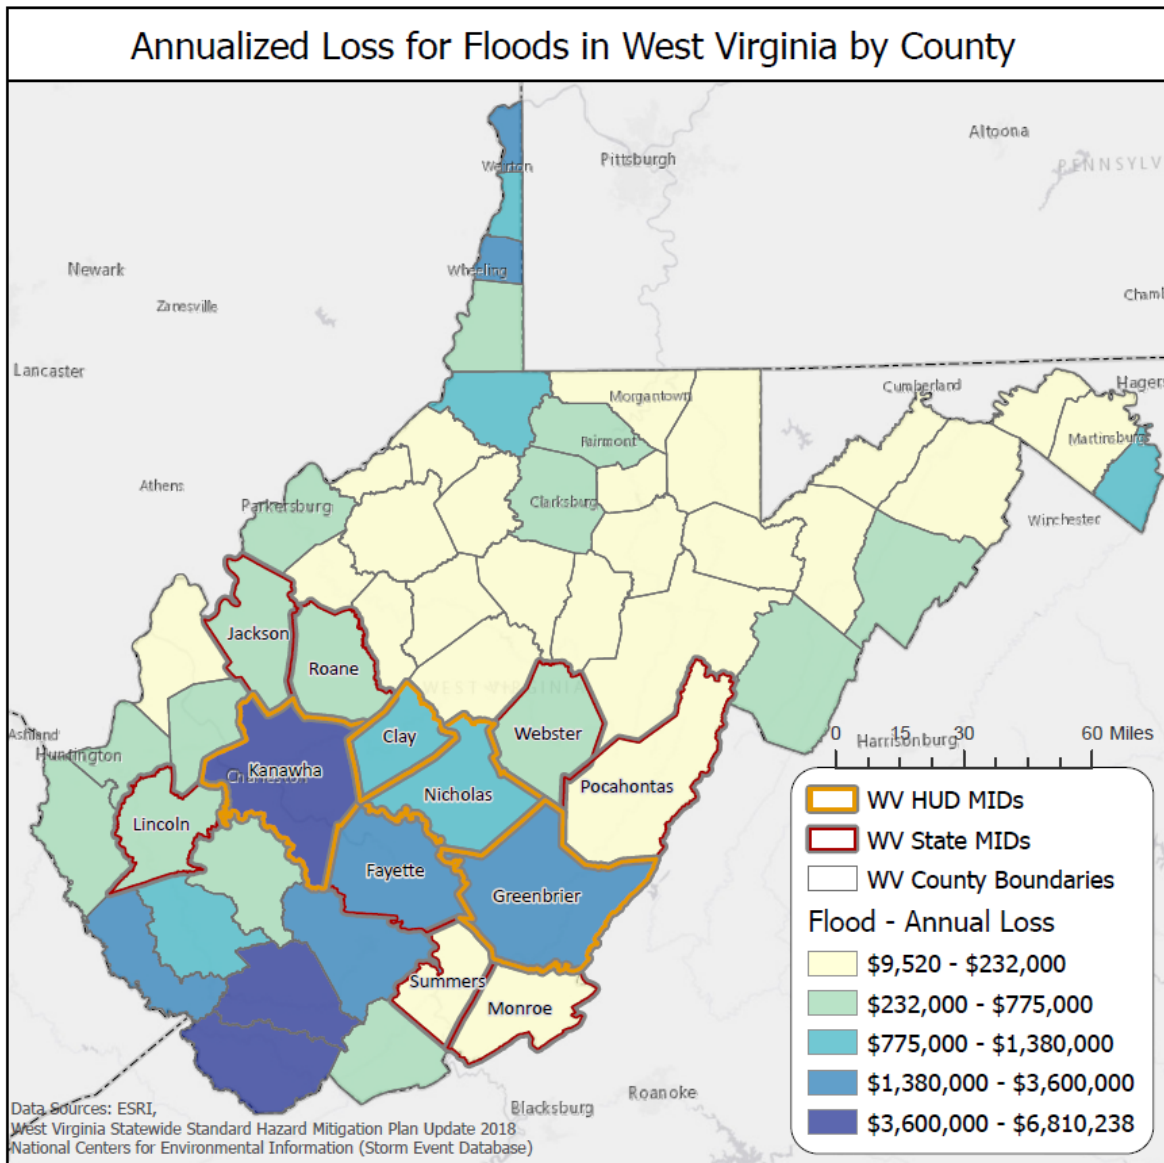 Annualized Loss for Floods in West Virginia by County
Altoona
Pittsburgh
PENNSYLV
Weirton
Newark
Wheeling
Zanesville
Chamb
Lancaster
Cumberland
Hagers
Morgantown
Fairmont
Martinsburg
Athens
Parkersburg
Clarksburg
Winchester
Jackson
Roane
WEST VIRGINIA
Ashland
Huntington
Clay
Webster
0 15 30 60 Miles
Harrisonburg
Kanawha
Charleston
Pocahontas
Nicholas
Lincoln
Fayette
Greenbrier
Summers
Monroe
WV HUD MIDs
WV State MIDs
WV County Boundaries
Flood - Annual Loss
$9,520 - $232,000
$232,000 - $775,000
$775,000 - $1,380,000
$1,380,000 - $3,600,000
$3,600,000 - $6,810,238
Roanoke
Blacksburg
Data Sources: ESRI,
West Virginia Statewide Standard Hazard Mitigation Plan Update 2018
National Centers for Environmental Information (Storm Event Database)